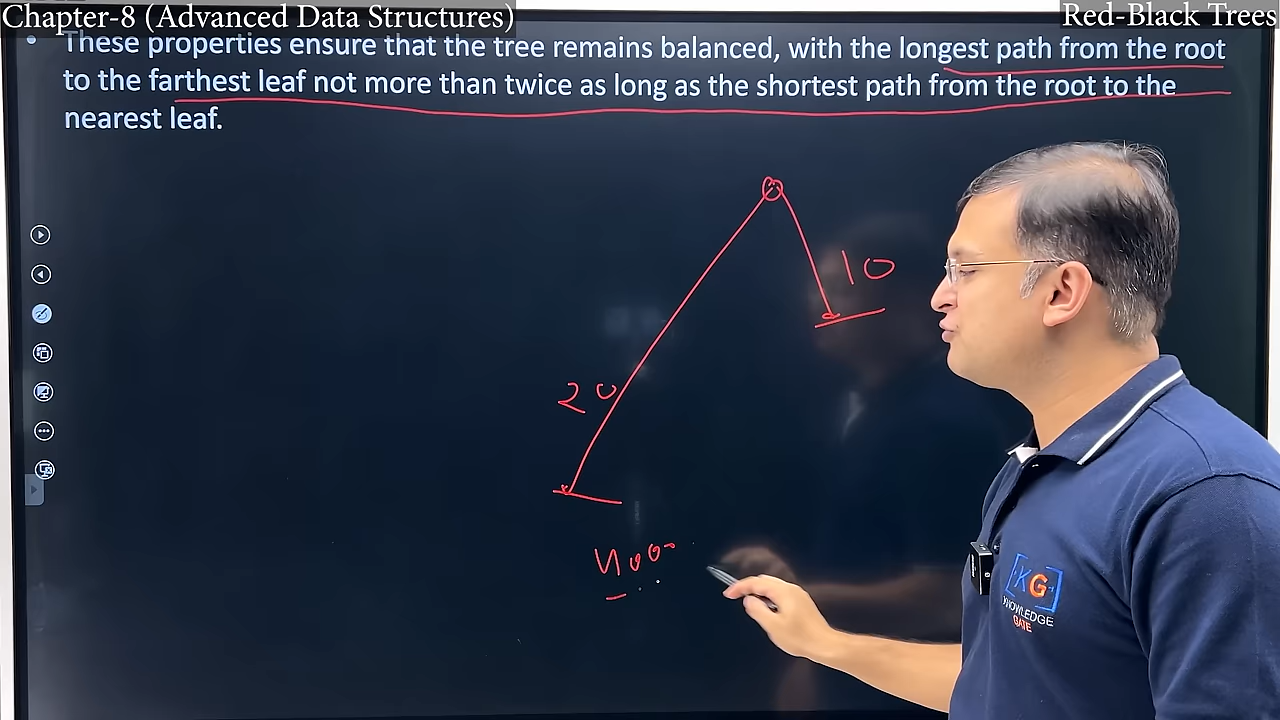 Chapter-8 (Advanced Data Structures)
Red-Black Trees
• These properties ensure that the tree remains balanced, with the longest path from the root
to the farthest leaf not more than twice as long as the shortest path from the root to the
nearest leaf.
10
20
KG
KNOWLEDGE
GATE